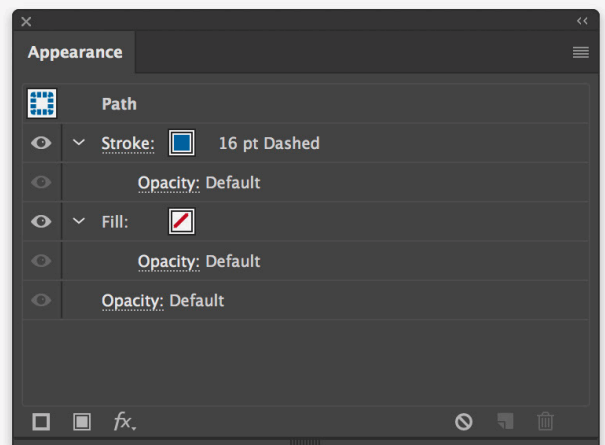 Appearance
Path
Stroke: 16 pt Dashed
Opacity: Default
Fill:
Opacity: Default
Opacity: Default
fx.